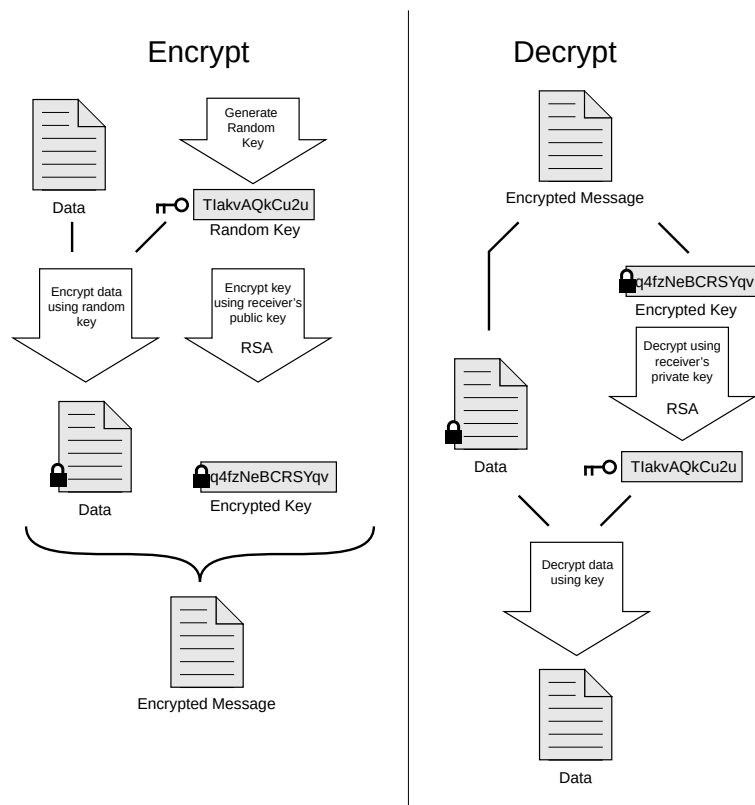 Encrypt
Generate
Random
Key
Data
TIakvAQkCu2u
Random Key
Encrypt data
using random
key
Encrypt key
using receiver's
public key
RSA
q4fzNeBCRSYqv
Data
Encrypted Key
Encrypted Message
Decrypt
Encrypted Message
q4fzNeBCRSYqv
Encrypted Key
Decrypt using
receiver's
private key
RSA
Data
TIakvAQkCu2u
Decrypt data
using key
Data